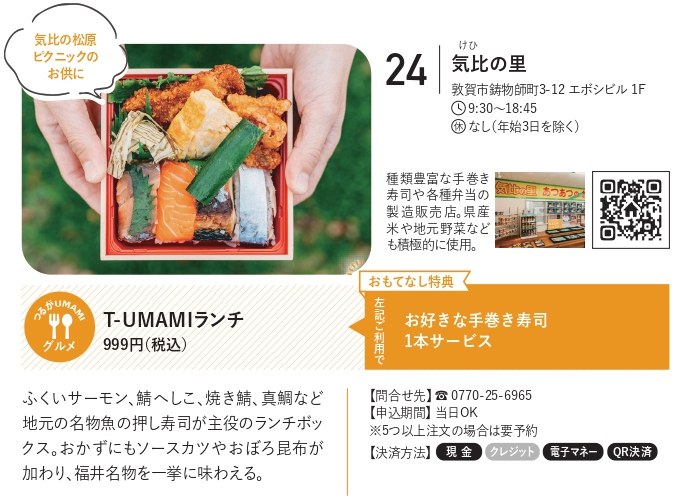 気比の松原
ピクニックの
お供に
24
けひ
気比の里
敦賀市鋳物師町3-12 エボシビル 1F
9:30〜18:45
休 なし(年始3日を除く)
種類豊富な手巻き
寿司や各種弁当の
製造販売店。県産
米や地元野菜など
も積極的に使用。
気比の里
あつあつ
つるがUMAMI
グルメ
T-UMAMIランチ
999円(税込)
おもてなし特典
左記ご利用で
お好きな手巻き寿司
1本サービス
ふくいサーモン、鯖へしこ、焼き鯖、真鯛など
地元の名物魚の押し寿司が主役のランチボッ
クス。おかずにもソースカツやおぼろ昆布が
加わり、福井名物を一挙に味わえる。
【問合せ先】☎ 0770-25-6965
【申込期間】当日OK
※5つ以上注文の場合は要予約
【決済方法】 現金 クレジット 電子マネー QR決済